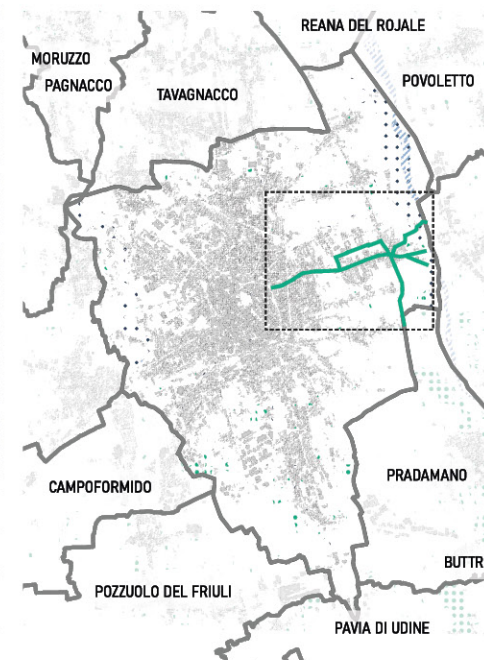 REANA DEL ROJALE
MORUZZO
PAGNACCO
POVOLETTO
TAVAGNACCO
PRADAMANO
CAMPOFORMIDO
BUTTR
POZZUOLO DEL FRIULI
PAVIA DI UDINE